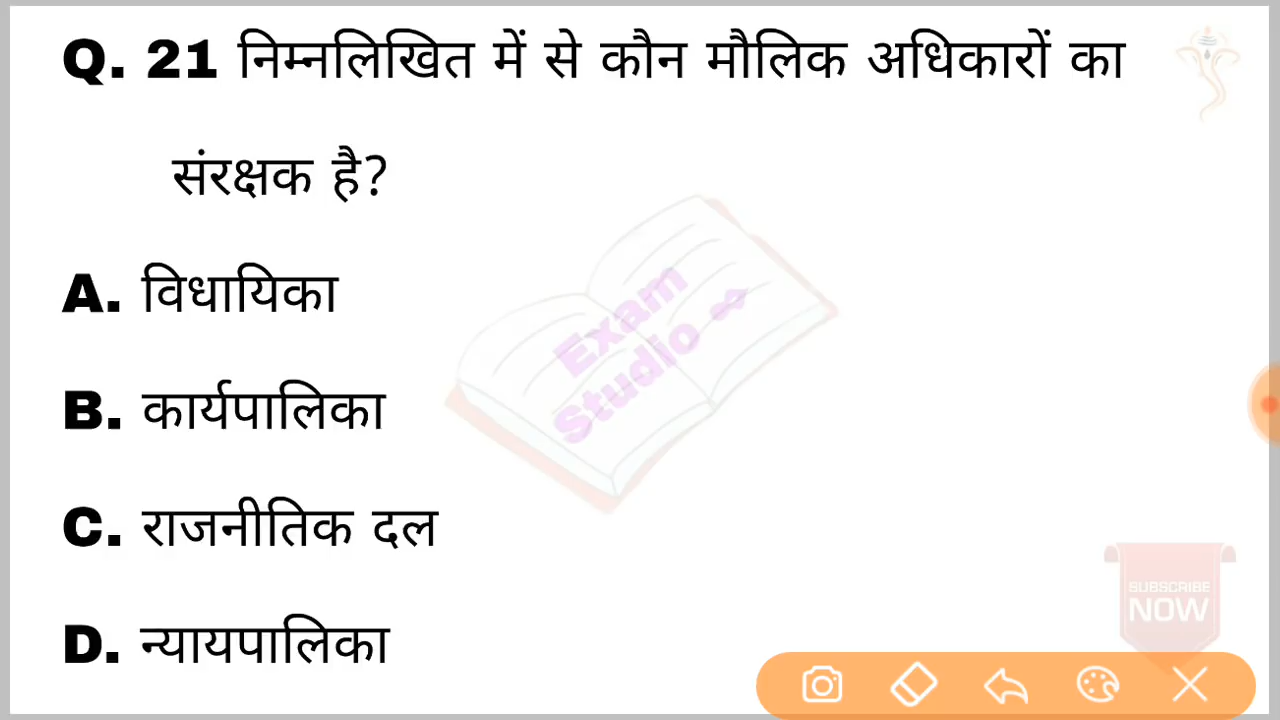 Q. 21 निम्नलिखित में से कौन मौलिक अधिकारों का
संरक्षक है?
A. विधायिका
B. कार्यपालिका
C. राजनीतिक दल
D. न्यायपालिका
Exam
Studio
SUBSCRIBE
NOW